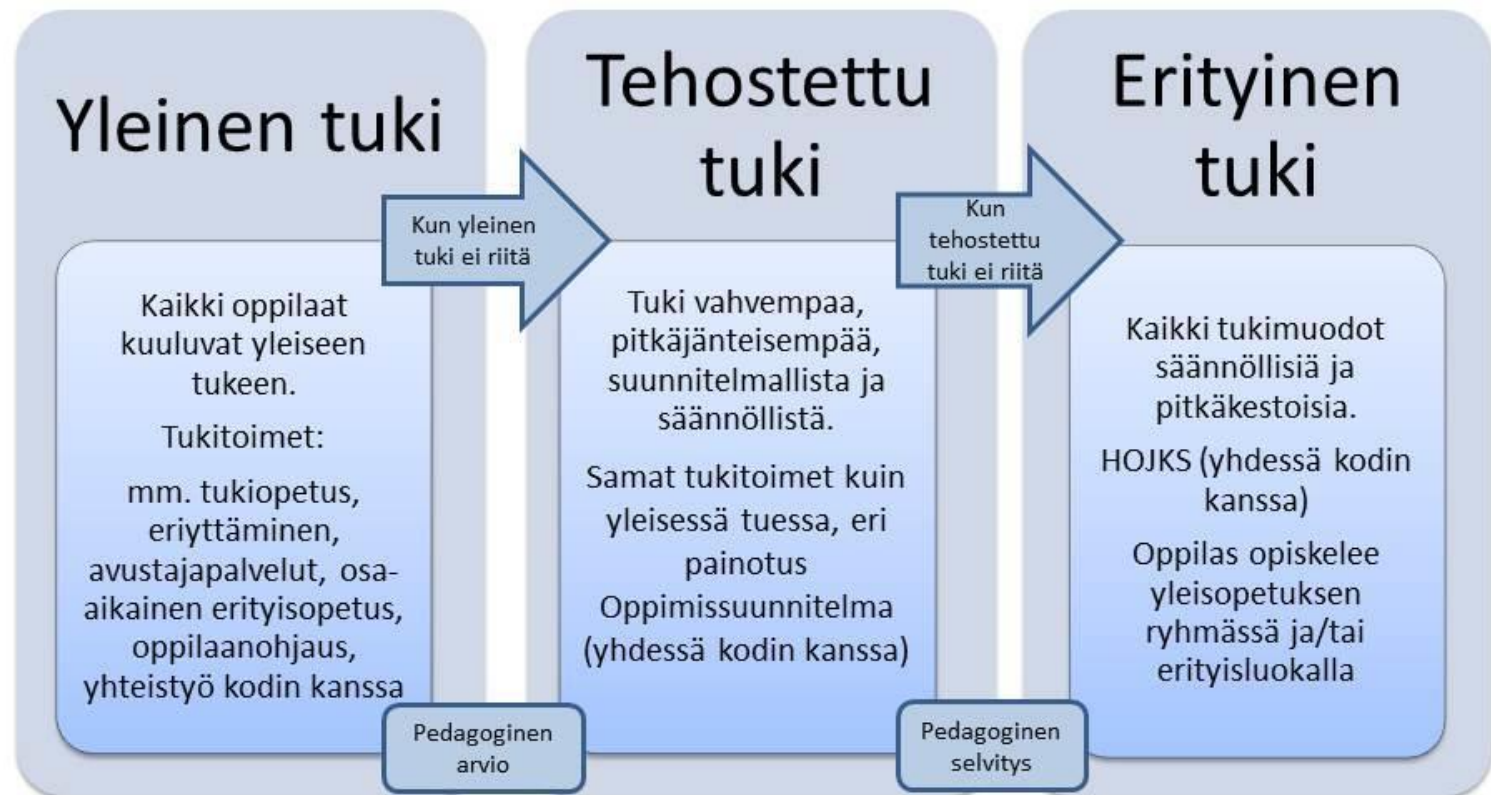 Yleinen tuki
Kaikki oppilaat
kuuluvat yleiseen
tukeen.
Tukitoimet:
mm. tukiopetus,
eriyttäminen,
avustajapalvelut, osa-
aikainen erityisopetus,
oppilaanohjaus,
yhteistyö kodin kanssa
Kun yleinen
tuki ei riitä
Pedagoginen
arvio
Tehostettu
tuki
Tuki vahvempaa,
pitkäjänteisempää,
suunnitelmallista ja
säännöllistä.
Samat tukitoimet kuin
yleisessä tuessa, eri
painotus
Oppimissuunnitelma
(yhdessä kodin kanssa)
Kun
tehostettu
tuki ei riitä
Pedagoginen
selvitys
Erityinen
tuki
Kaikki tukimuodot
säännöllisiä ja
pitkäkestoisia.
HOJKS (yhdessä kodin
kanssa)
Oppilas opiskelee
yleisopetuksen
ryhmässä ja/tai
erityisluokalla